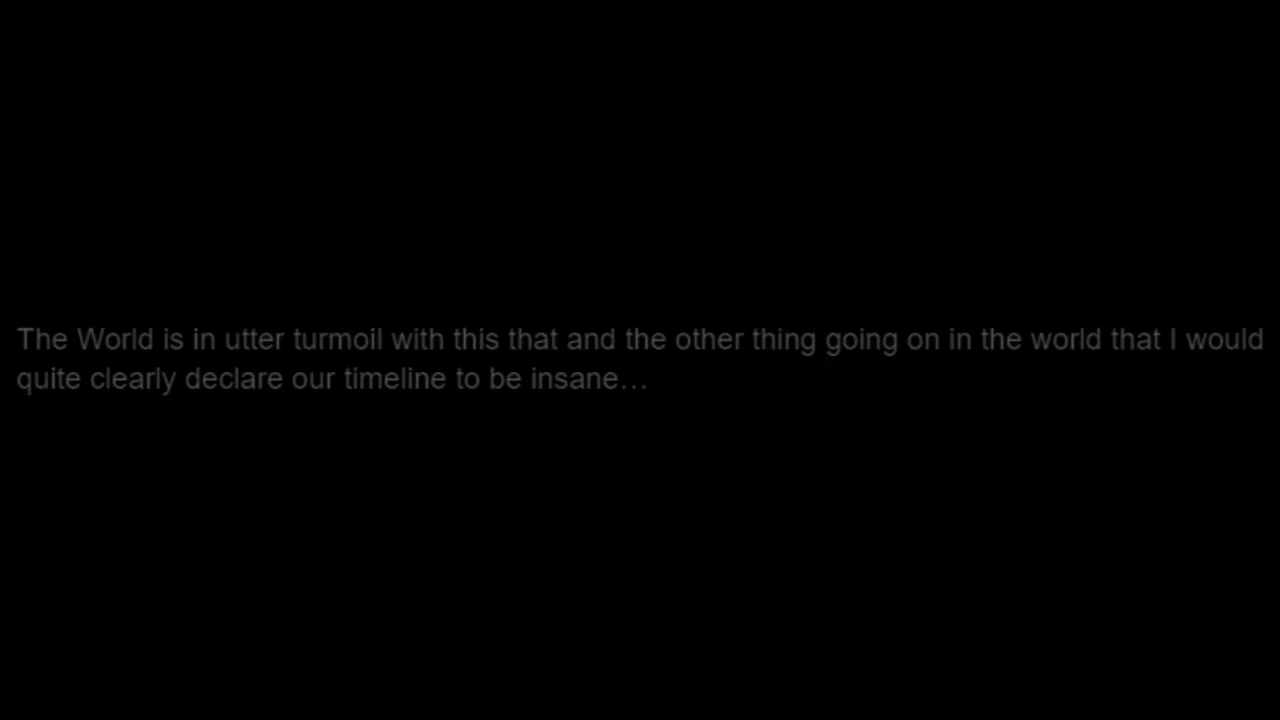 The World is in utter turmoil with this that and the other thing going on in the world that I would
quite clearly declare our timeline to be insane…